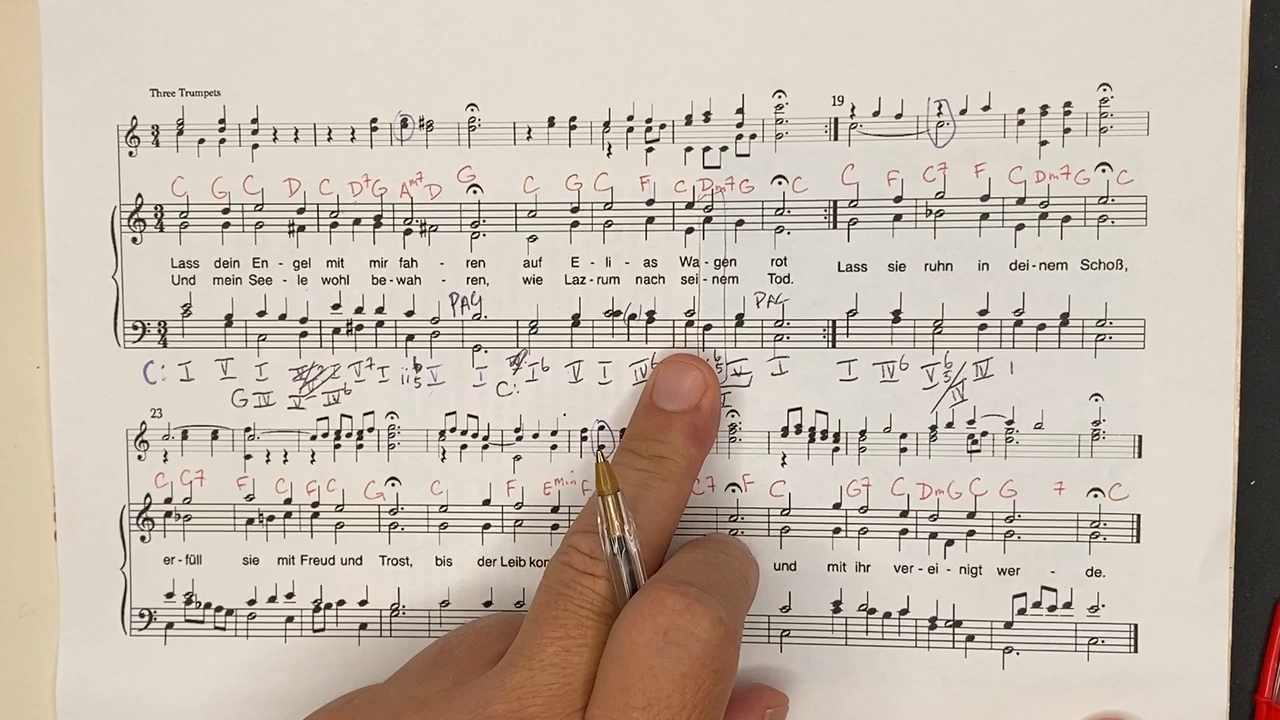 Three Trumpets
19
C G C D C D7 G Am7 D G C G C F C Dm7 G C C F C7 F C Dm7 G C
Lass dein En - gel mit mir fah - ren auf E - li - as Wa - gen rot Lass sie ruhn in dei - nem Schoß,
Und mein See - le wohl be - wah - ren, wie Laz - rum nach sei - nem Tod.
PAG PAG
C: I V I V7 I ii6/5 V I I6 V I IV6 V I I IV6 V6/5/IV IV I
G IV V IV6 C: I
23
C C7 F C F C G C F Emin F C7 F C G7 C Dm G C G 7 C
er - füll sie mit Freud und Trost, bis der Leib und mit ihr ver - ei - nigt wer - de.